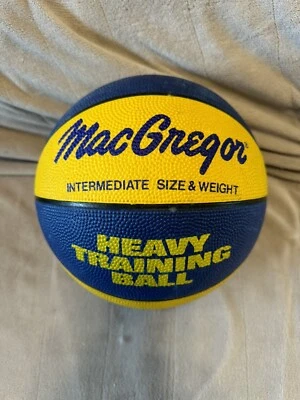 MacGregor
INTERMEDIATE SIZE & WEIGHT
HEAVY
TRAINING
BALL